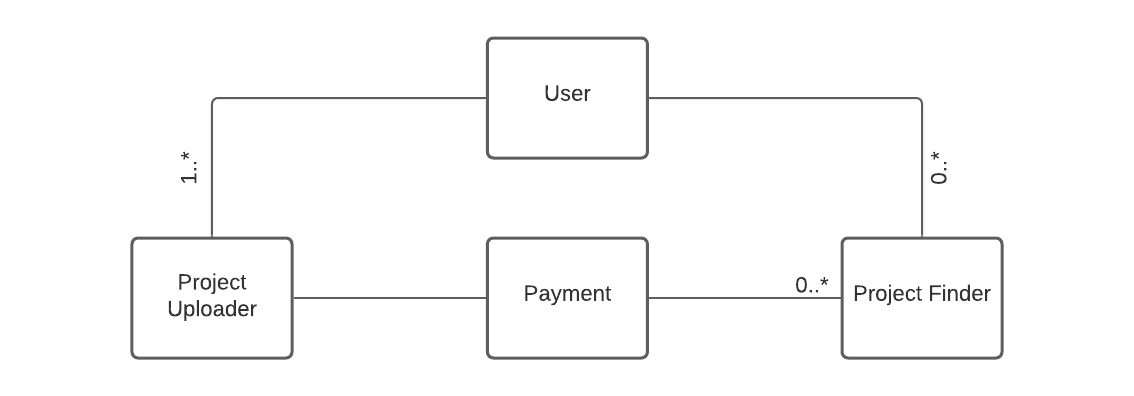 User
1..*
0..*
Project
Uploader
Payment
0..*
Project Finder